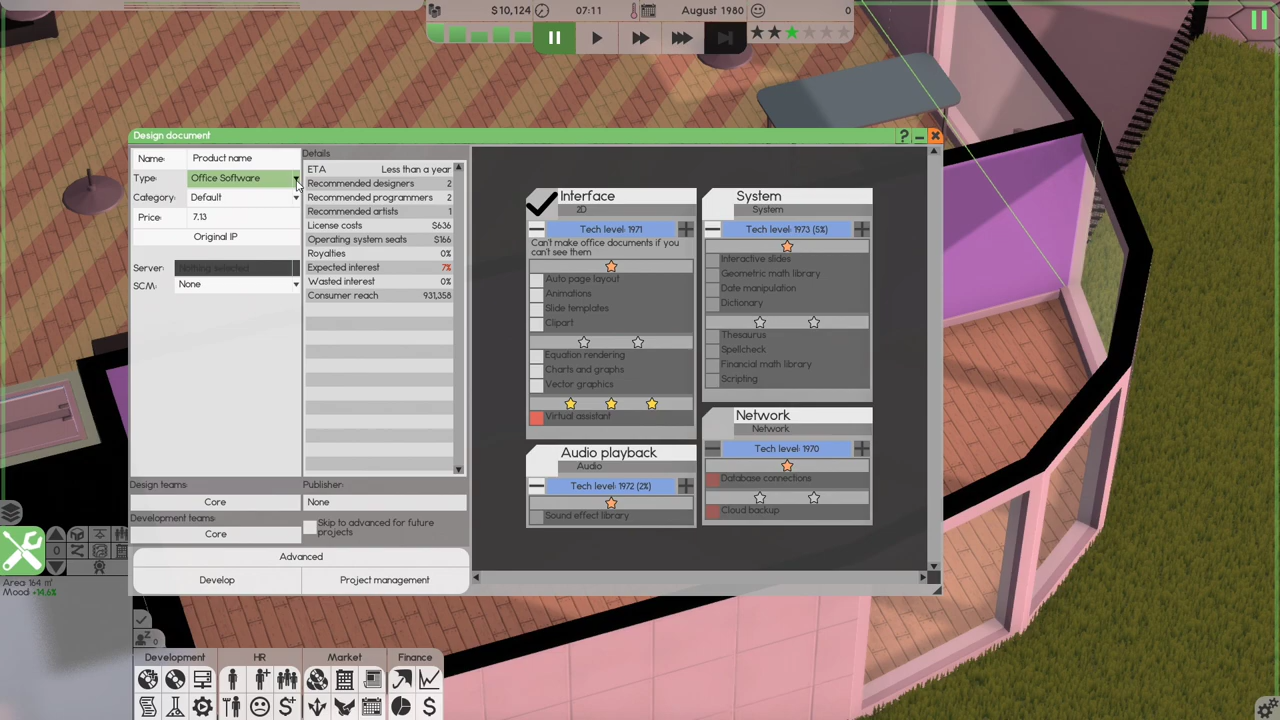 $10,124
07:11
August 1980
0
Design document
?
Name: Product name
Type: Office Software
Category: Default
Price: 7.13
Original IP
Server: Nothing selected
SCM: None
Details
ETA Less than a year
Recommended designers 2
Recommended programmers 2
Recommended artists 1
License costs $636
Operating system seats $166
Royalties 0%
Expected interest 7%
Wasted interest 0%
Consumer reach 931,358
Design teams:
Core
Development teams:
Core
Publisher:
None
Skip to advanced for future
projects
Advanced
Develop
Project management
Interface
2D
Tech level: 1971
Can't make office documents if you
can't see them
Auto page layout
Animations
Slide templates
Clipart
Equation rendering
Charts and graphs
Vector graphics
Virtual assistant
Audio playback
Audio
Tech level: 1972 (2%)
Sound effect library
System
System
Tech level: 1973 (5%)
Interactive slides
Geometric math library
Date manipulation
Dictionary
Thesaurus
Spellcheck
Financial math library
Scripting
Network
Network
Tech level: 1970
Database connections
Cloud backup
0
Area 164 m²
Mood +14,6%
0
Development
HR
Market
Finance